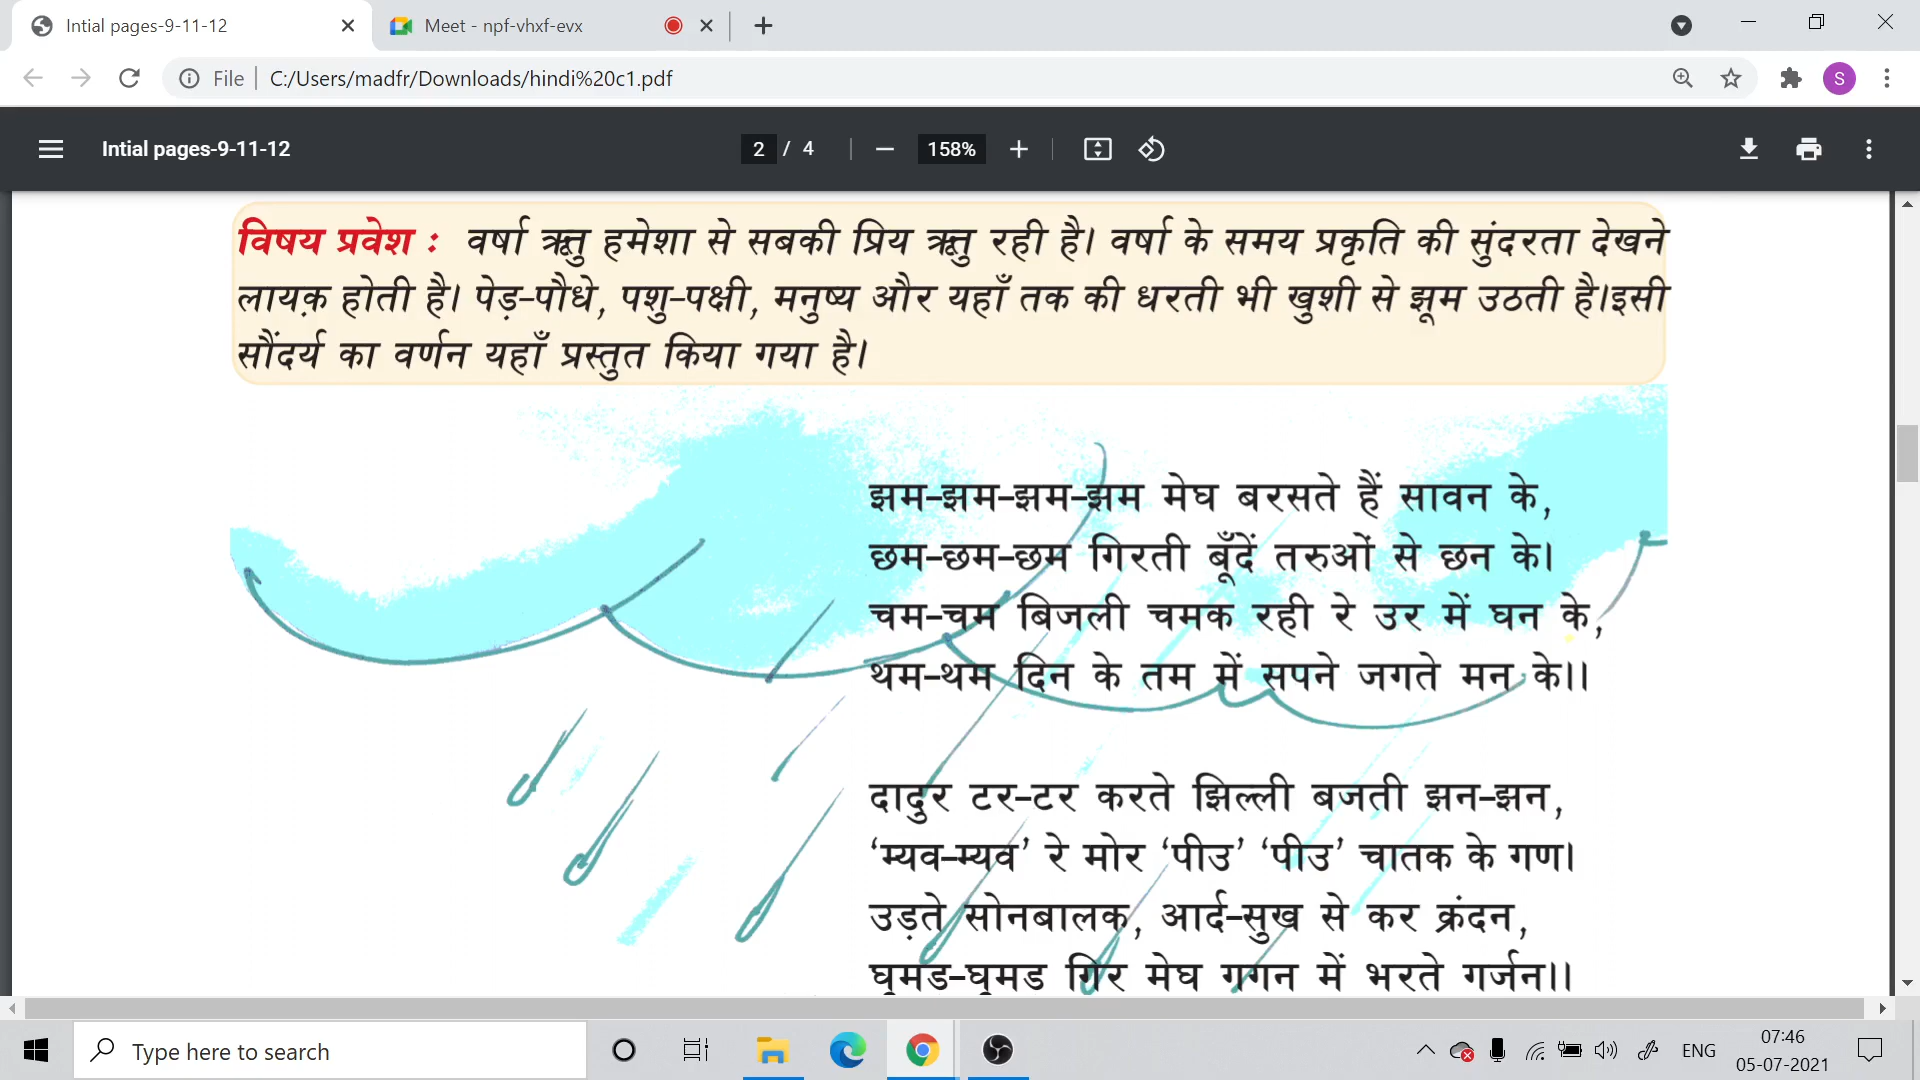 Intial pages-9-11-12
Meet - npf-vhxf-evx
File
C:/Users/madfr/Downloads/hindi%20c1.pdf
S
Intial pages-9-11-12
2 / 4
158%
विषय प्रवेश : वर्षा ऋतु हमेशा से सबकी प्रिय ऋतु रही है। वर्षा के समय प्रकृति की सुंदरता देखने
लायक़ होती है। पेड़-पौधे, पशु-पक्षी, मनुष्य और यहाँ तक की धरती भी खुशी से झूम उठती है।इसी
सौंदर्य का वर्णन यहाँ प्रस्तुत किया गया है।
झम-झम-झम-झम मेघ बरसते हैं सावन के,
छम-छम-छम गिरती बूँदें तरुओं से छन के।
चम-चम बिजली चमक रही रे उर में घन के,
थम-थम दिन के तम में सपने जगते मन के।।
दादुर टर-टर करते झिल्ली बजती झन-झन,
‘म्यव-म्यव’ रे मोर ‘पीउ’ ‘पीउ’ चातक के गण।
उड़ते सोनबालक, आर्द-सुख से कर क्रंदन,
घुमड-घुमड गिर मेघ गगन में भरते गर्जन।।
Type here to search
ENG
07:46
05-07-2021